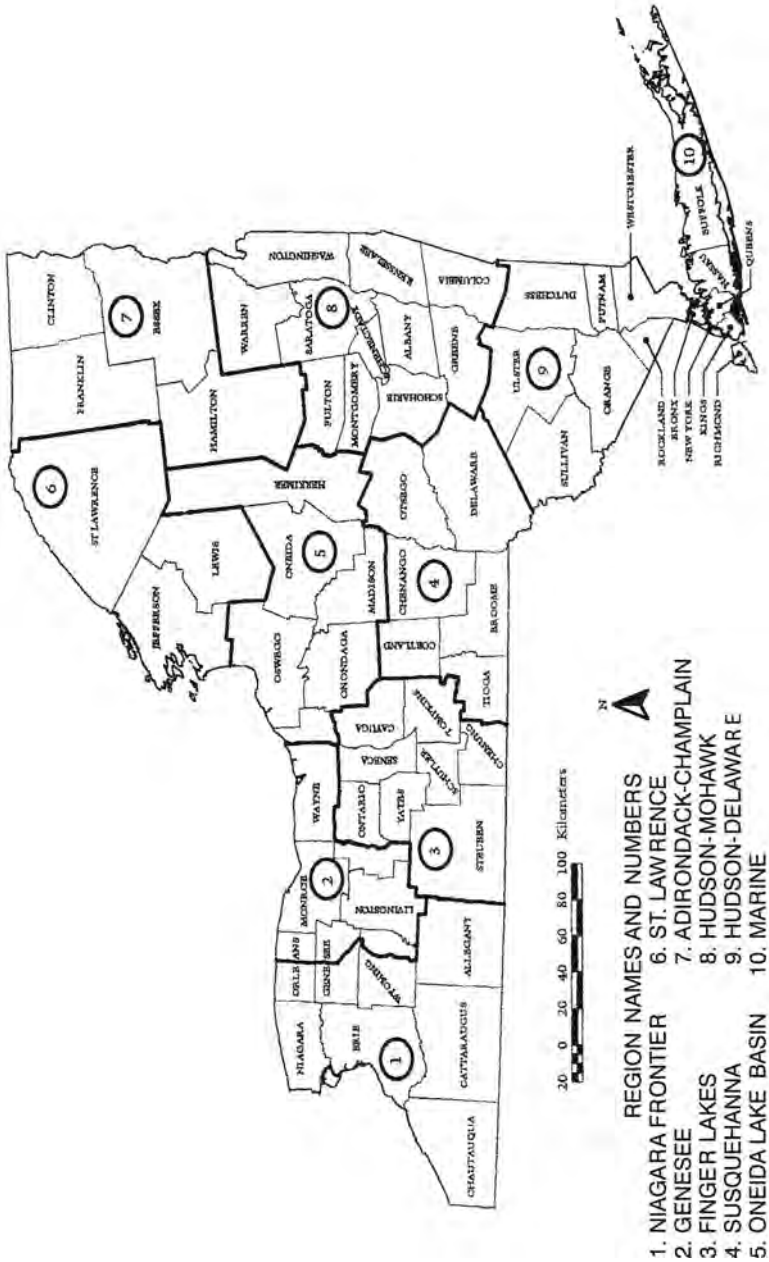 CLINTON
FRANKLIN
7
ESSEX
6
ST LAWRENCE
JEFFERSON
LEWIS
HAMILTON
WARREN
WASHINGTON
HERKIMER
ONEIDA
5
OSWEGO
FULTON
SARATOGA
8
MONTGOMERY
SCHENECTADY
RENSSELAER
NIAGARA
ORLEANS
MONROE
2
WAYNE
GENESEE
ONONDAGA
MADISON
CAYUGA
SENECA
ONTARIO
YATES
LIVINGSTON
WYOMING
ERIE
1
OTSEGO
SCHOHARIE
ALBANY
COLUMBIA
GREENE
CHENANGO
4
CORTLAND
TOMPKINS
SCHUYLER
3
STEUBEN
CHEMUNG
TIOGA
BROOME
DELAWARE
ALLEGANY
CATTARAUGUS
CHAUTAUQUA
ULSTER
9
DUTCHESS
SULLIVAN
ORANGE
PUTNAM
WESTCHESTER
ROCKLAND
BRONX
NEW YORK
KINGS
RICHMOND
QUEENS
NASSAU
SUFFOLK
10
N
20 0 20 40 60 80 100 Kilometers
REGION NAMES AND NUMBERS
1. NIAGARA FRONTIER
2. GENESEE
3. FINGER LAKES
4. SUSQUEHANNA
5. ONEIDA LAKE BASIN
6. ST. LAWRENCE
7. ADIRONDACK-CHAMPLAIN
8. HUDSON-MOHAWK
9. HUDSON-DELAWARE
10. MARINE